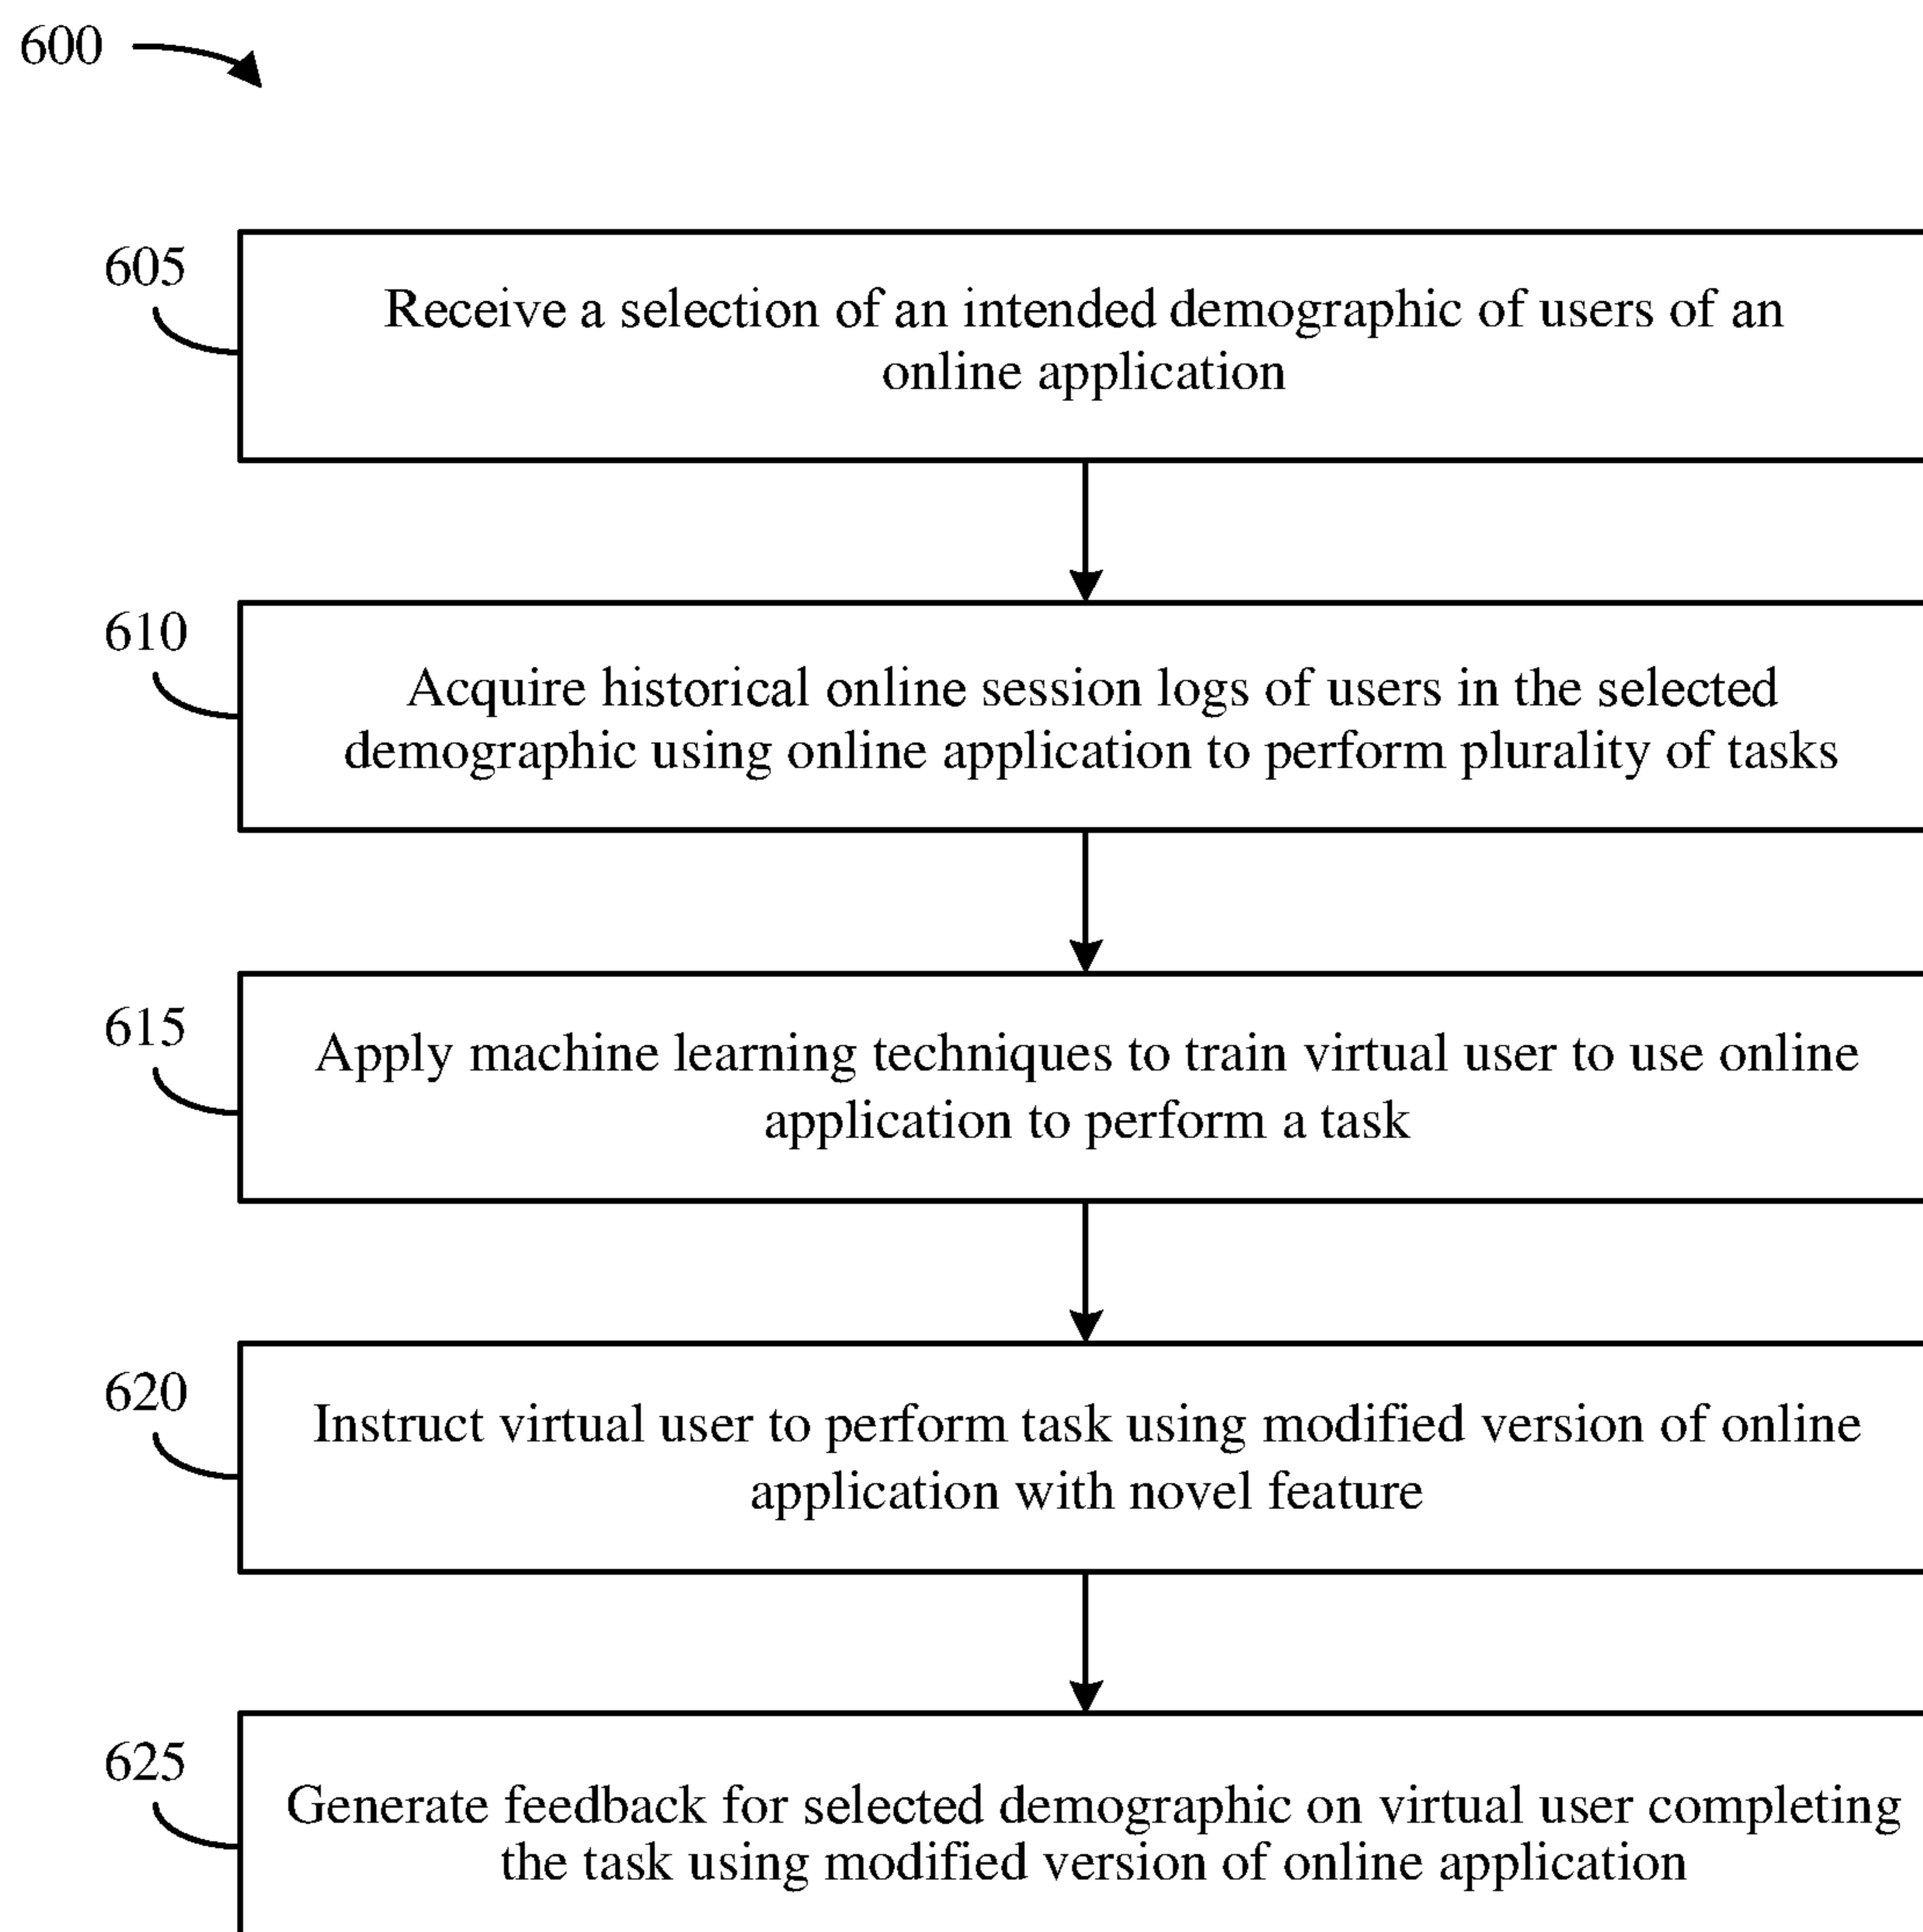 600
605
Receive a selection of an intended demographic of users of an
online application
610
Acquire historical online session logs of users in the selected
demographic using online application to perform plurality of tasks
615
Apply machine learning techniques to train virtual user to use online
application to perform a task
620
Instruct virtual user to perform task using modified version of online
application with novel feature
625
Generate feedback for selected demographic on virtual user completing
the task using modified version of online application